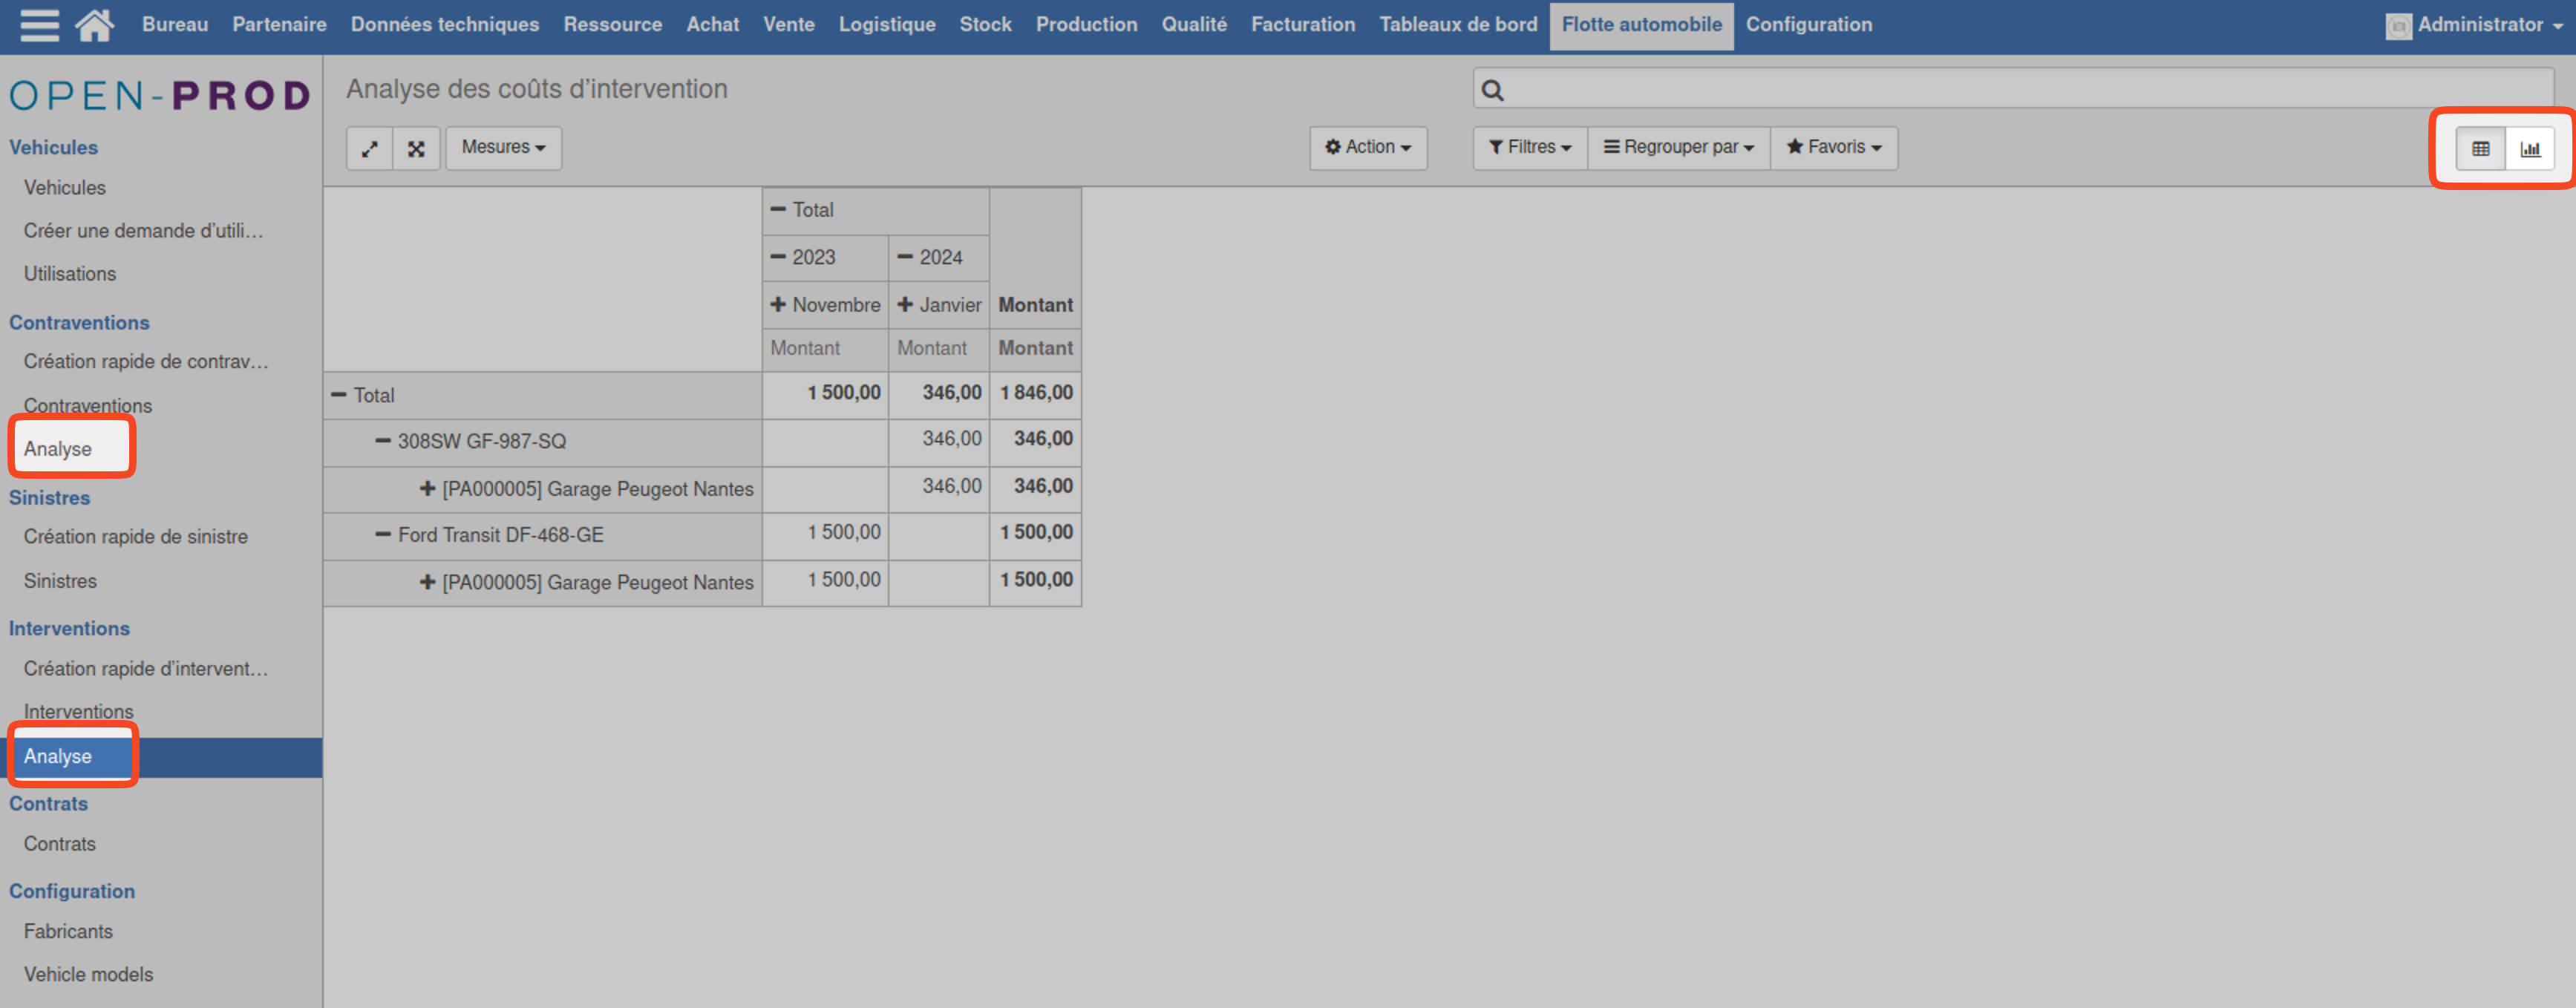 Bureau Partenaire Données techniques Ressource Achat Vente Logistique Stock Production Qualité Facturation Tableaux de bord Flotte automobile Configuration Administrator
OPEN-PROD
Vehicules
Vehicules
Créer une demande d'utili...
Utilisations
Contraventions
Création rapide de contrav...
Contraventions
Analyse
Sinistres
Création rapide de sinistre
Sinistres
Interventions
Création rapide d'intervent...
Interventions
Analyse
Contrats
Contrats
Configuration
Fabricants
Vehicle models
Analyse des coûts d'intervention
Mesures
Action
Filtres Regrouper par Favoris
Total
2023 2024
Novembre Janvier Montant
Montant Montant Montant
Total 1 500,00 346,00 1 846,00
308SW GF-987-SQ 346,00 346,00
[PA000005] Garage Peugeot Nantes 346,00 346,00
Ford Transit DF-468-GE 1 500,00 1 500,00
[PA000005] Garage Peugeot Nantes 1 500,00 1 500,00